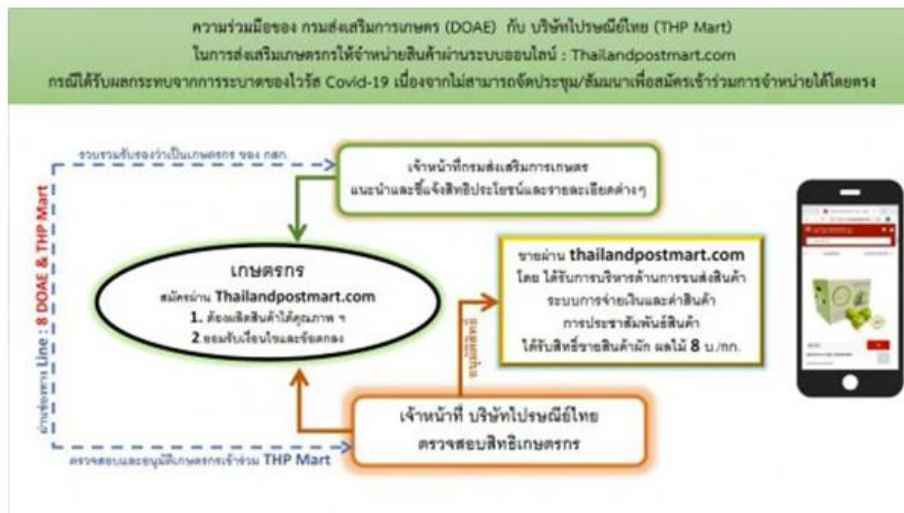 ความร่วมมือของ กรมส่งเสริมการเกษตร (DOAE) กับ บริษัทไปรษณีย์ไทย (THP Mart)
ในการส่งเสริมเกษตรกรให้จำหน่ายสินค้าผ่านระบบออนไลน์ : Thailandpostmart.com
กรณีได้รับผลกระทบจากการระบาดของไวรัส Covid-19 เนื่องจากไม่สามารถจัดประชุม/สัมมนาเพื่อสมัครเข้าร่วมการจำหน่ายได้โดยตรง
รวบรวมรับรองว่าเป็นเกษตรกร ของ กสก.
เจ้าหน้าที่กรมส่งเสริมการเกษตร
แนะนำและชี้แจ้งสิทธิประโยชน์และรายละเอียดต่างๆ
ผ่านช่องทาง Line : 8 DOAE & THP Mart
เกษตรกร
สมัครผ่าน Thailandpostmart.com
1. ต้องผลิตสินค้าได้คุณภาพ ฯ
2 ยอมรับเงื่อนไขและข้อตกลง
ขายผ่าน thailandpostmart.com
โดย ได้รับการบริหารด้านการขนส่งสินค้า
ระบบการจ่ายเงินและค่าสินค้า
การประชาสัมพันธ์สินค้า
ได้รับสิทธิ์ขายสินค้าผัก ผลไม้ 8 บ./กก.
อนุมัติสิทธิ์
เจ้าหน้าที่ บริษัทไปรษณีย์ไทย
ตรวจสอบสิทธิเกษตรกร
ตรวจสอบและอนุมัติเกษตรกรเข้าร่วม THP Mart